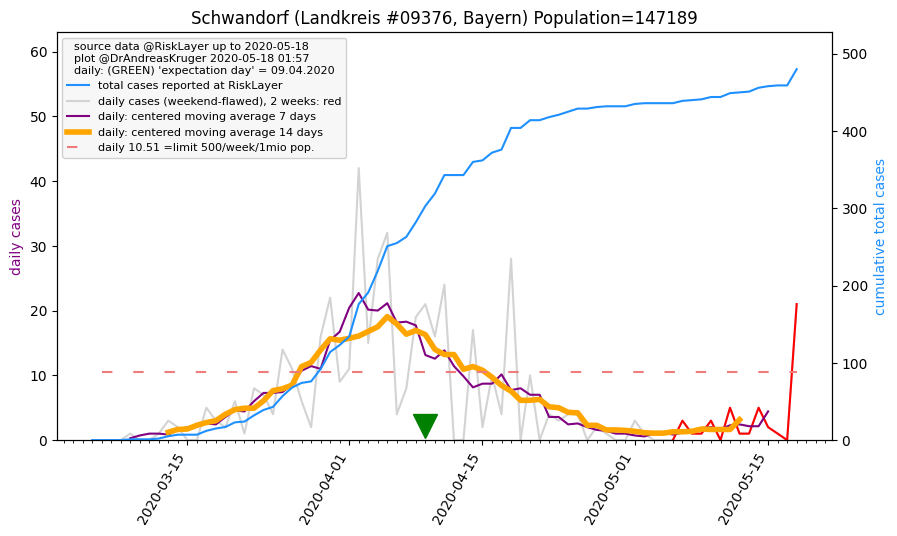 Schwandorf (Landkreis #09376, Bayern) Population=147189
source data @RiskLayer up to 2020-05-18
plot @DrAndreasKruger 2020-05-18 01:57
daily: (GREEN) 'expectation day' = 09.04.2020
total cases reported at RiskLayer
daily cases (weekend-flawed), 2 weeks: red
daily: centered moving average 7 days
daily: centered moving average 14 days
daily 10.51 =limit 500/week/1mio pop.
daily cases
60
50
40
30
20
10
0
500
400
300
200
100
0
cumulative total cases
2020-03-15
2020-04-01
2020-04-15
2020-05-01
2020-05-15